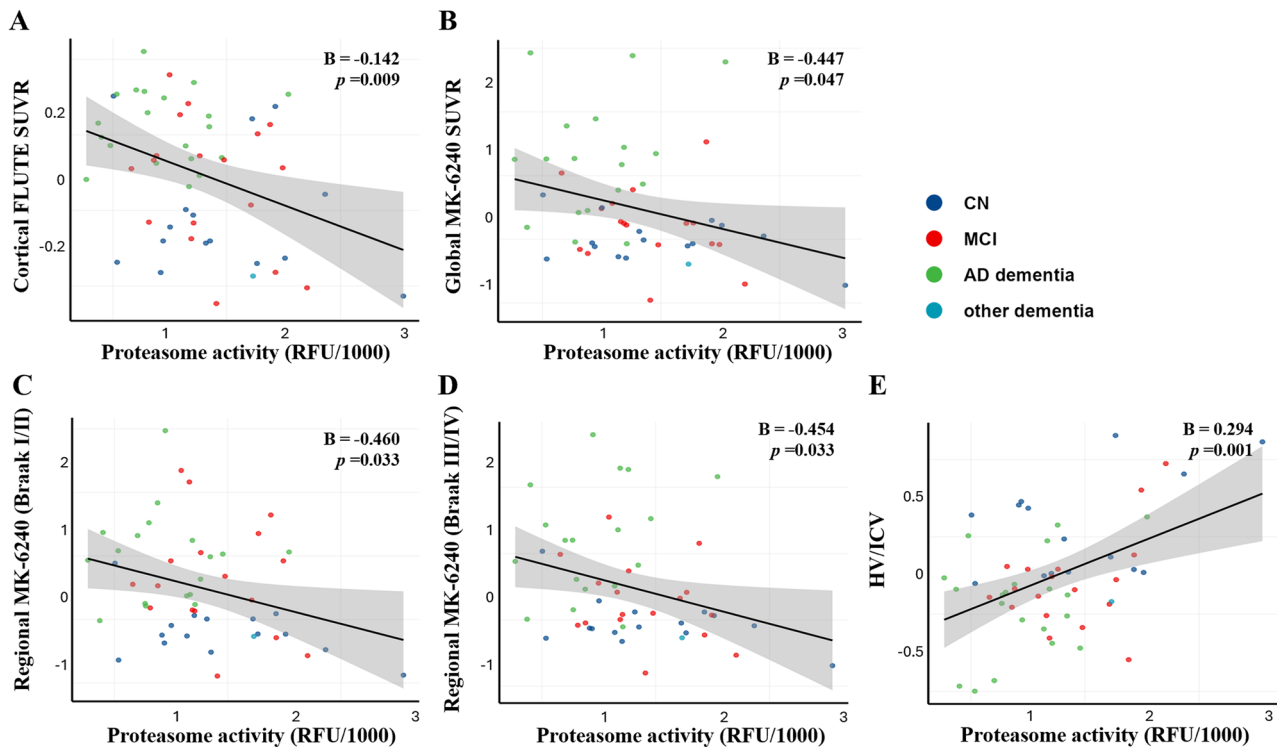 A
B = -0.142
p =0.009
Cortical FLUTE SUVR
0.2
0
-0.2
1 2 3
Proteasome activity (RFU/1000)
B
B = -0.447
p =0.047
Global MK-6240 SUVR
2
1
0
-1
1 2 3
Proteasome activity (RFU/1000)
CN
MCI
AD dementia
other dementia
C
B = -0.460
p =0.033
Regional MK-6240 (Braak I/II)
2
1
0
-1
1 2 3
Proteasome activity (RFU/1000)
D
B = -0.454
p =0.033
Regional MK-6240 (Braak III/IV)
2
1
0
-1
1 2 3
Proteasome activity (RFU/1000)
E
B = 0.294
p =0.001
HV/ICV
0.5
0
-0.5
1 2 3
Proteasome activity (RFU/1000)